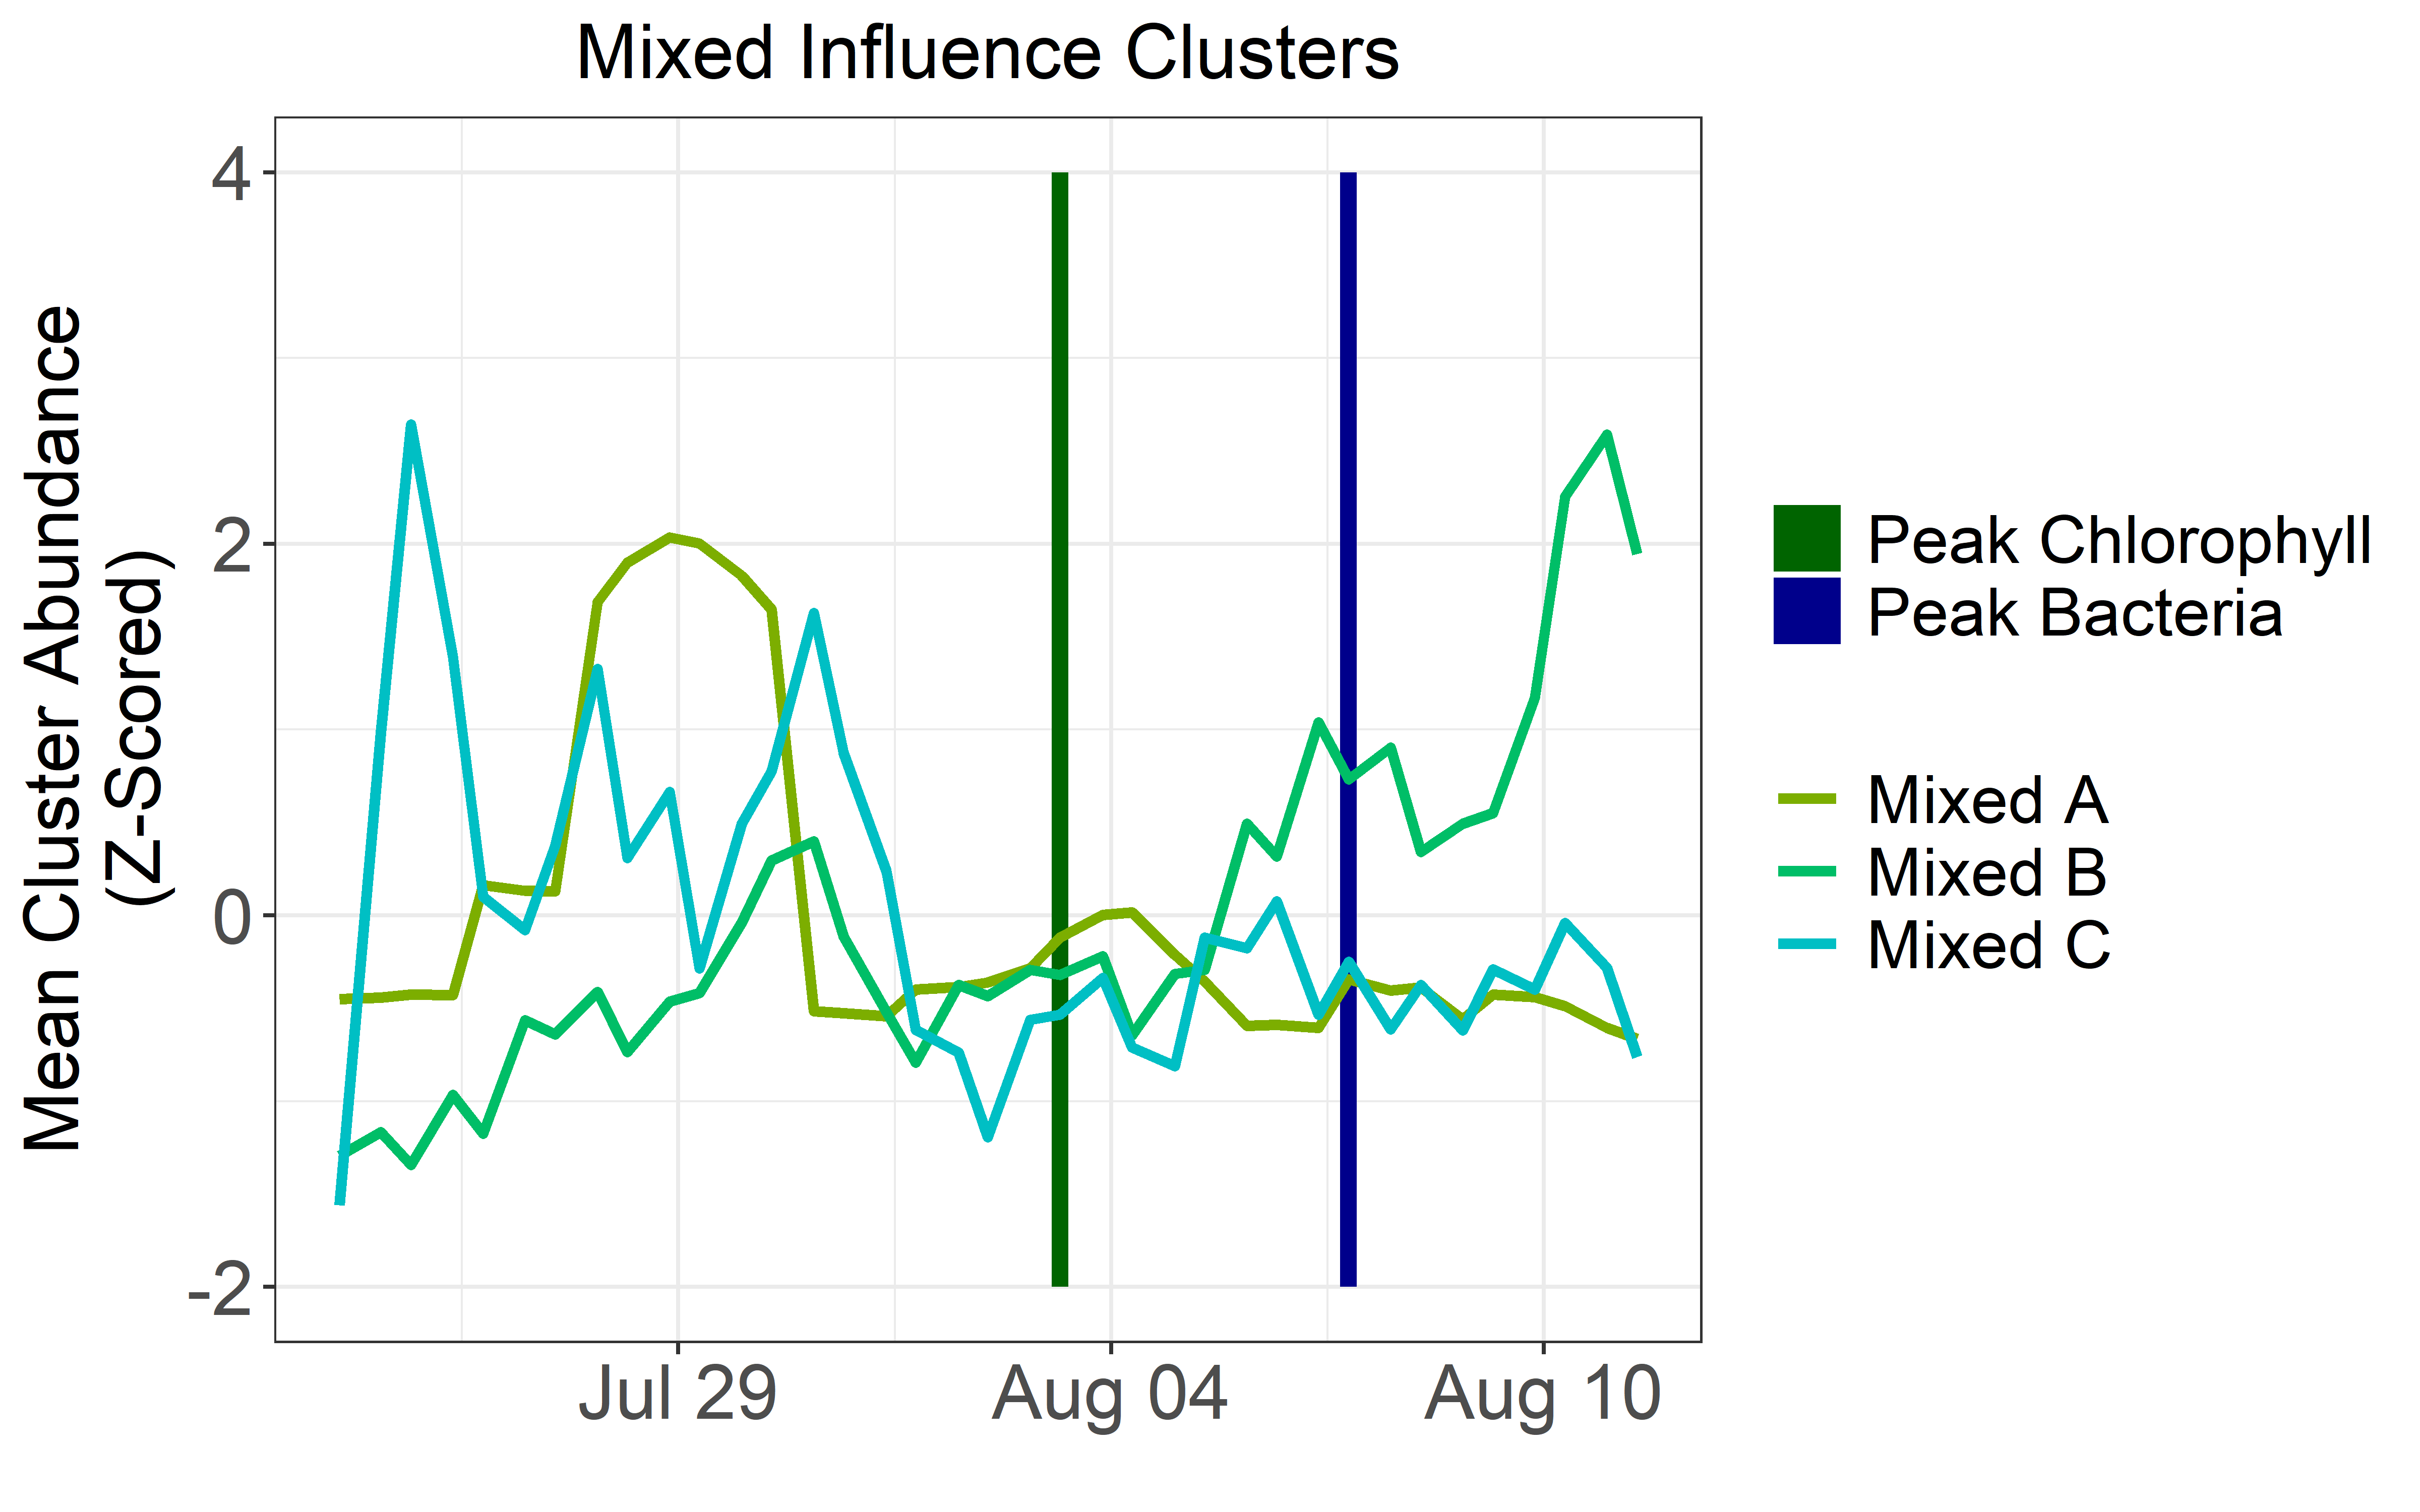 Mixed Influence Clusters
Mean Cluster Abundance
(Z-Scored)
4
2
0
-2
Jul 29
Aug 04
Aug 10
Peak Chlorophyll
Peak Bacteria
Mixed A
Mixed B
Mixed C